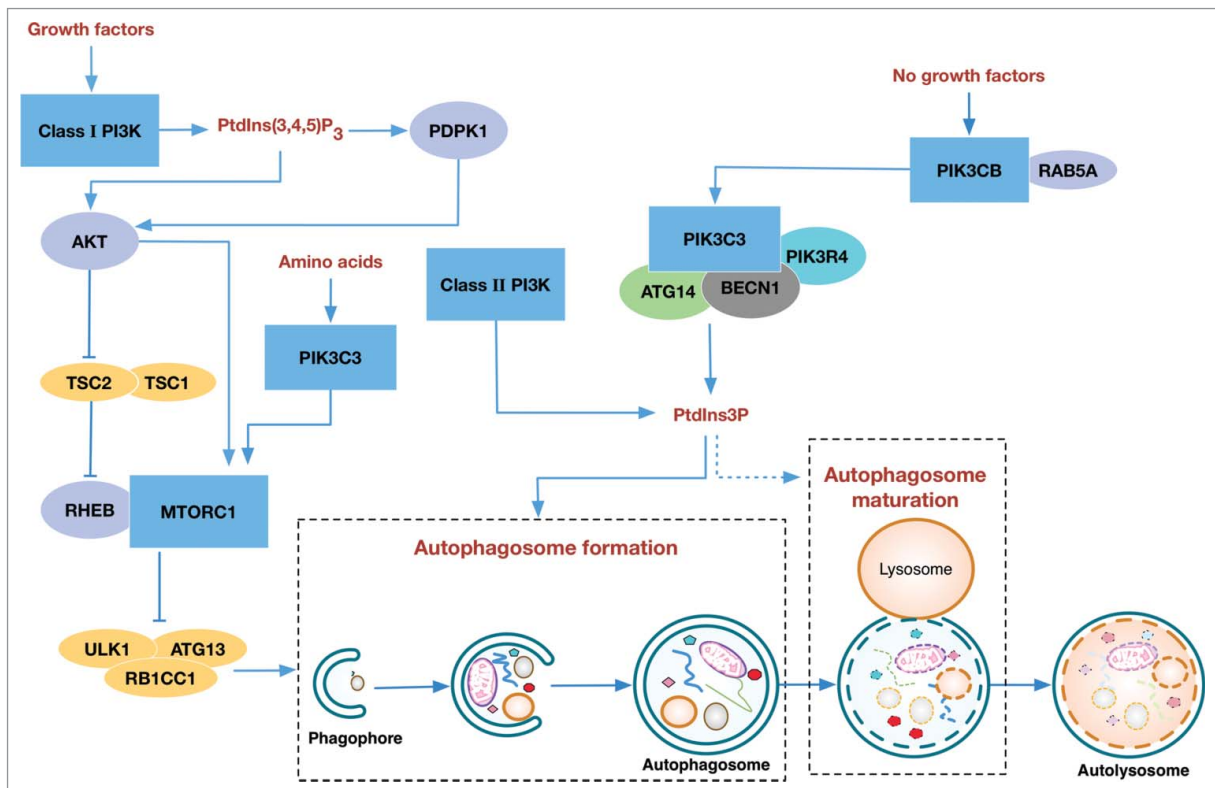 Growth factors
No growth factors
Class I PI3K
PtdIns(3,4,5)P3
PDPK1
PIK3CB
RAB5A
AKT
PIK3C3
PIK3R4
Amino acids
Class II PI3K
ATG14
BECN1
PIK3C3
TSC2
TSC1
PtdIns3P
RHEB
MTORC1
Autophagosome formation
Autophagosome
maturation
Lysosome
ULK1
ATG13
RB1CC1
Phagophore
Autophagosome
Autolysosome